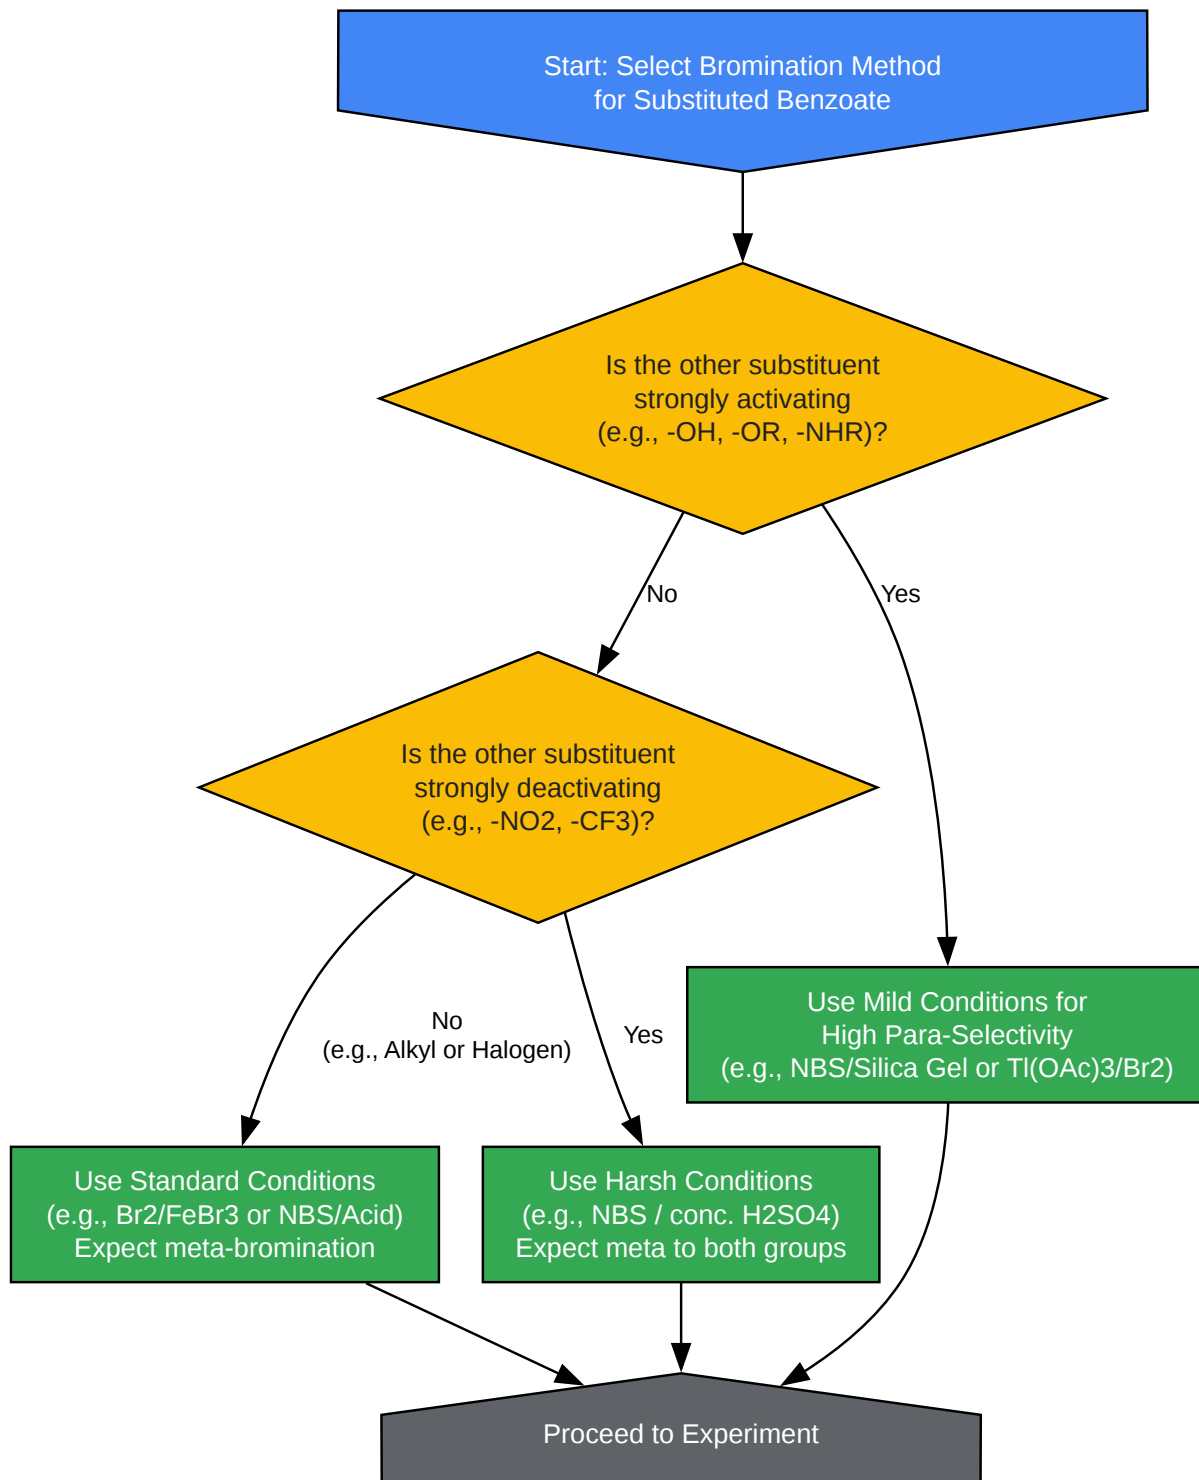 Start: Select Bromination Method
for Substituted Benzoate
Is the other substituent
strongly activating
(e.g., -OH, -OR, -NHR)?
No
Yes
Is the other substituent
strongly deactivating
(e.g., -NO2, -CF3)?
No
(e.g., Alkyl or Halogen)
Yes
Use Mild Conditions for
High Para-Selectivity
(e.g., NBS/Silica Gel or Tl(OAc)3/Br2)
Use Standard Conditions
(e.g., Br2/FeBr3 or NBS/Acid)
Expect meta-bromination
Use Harsh Conditions
(e.g., NBS / conc. H2SO4)
Expect meta to both groups
Proceed to Experiment